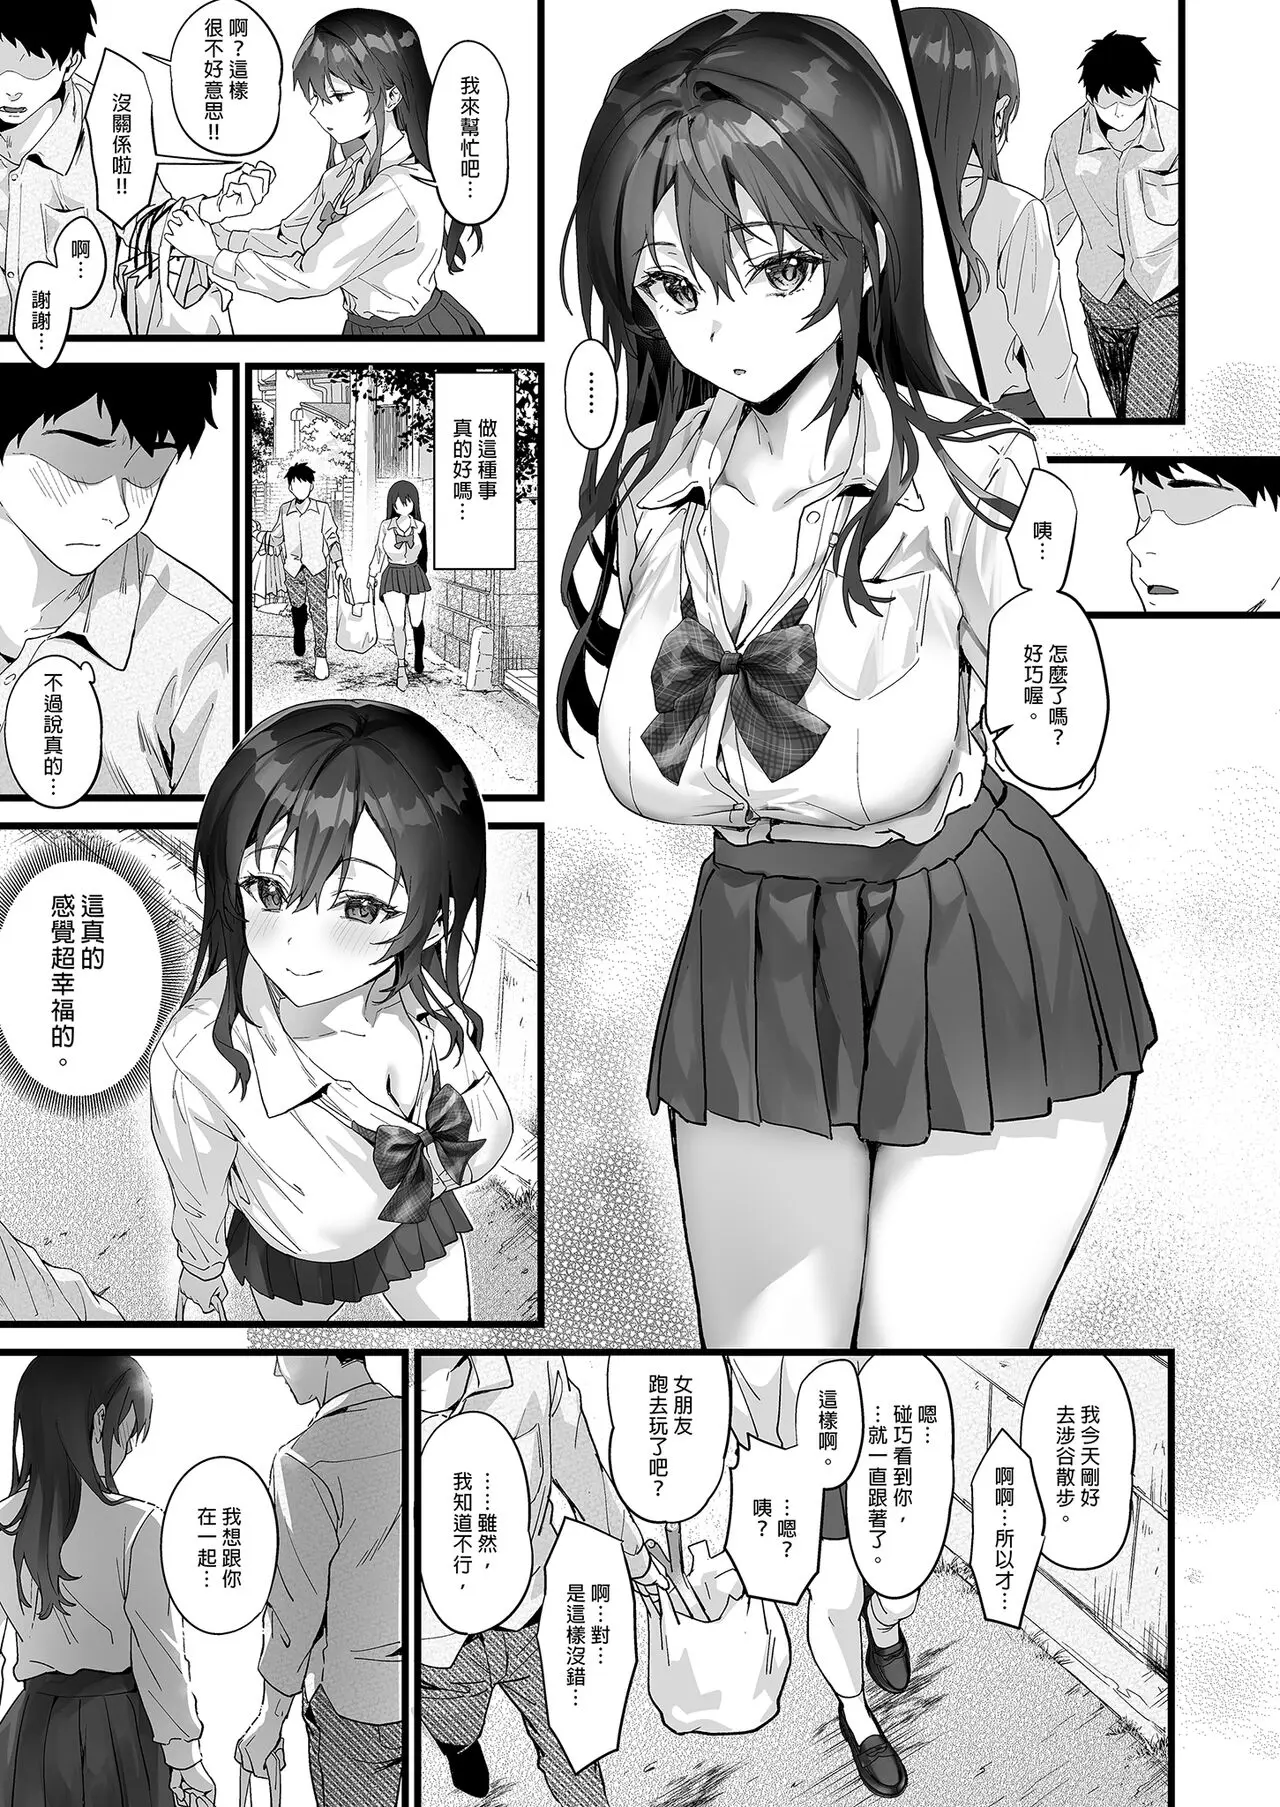 咦…
怎麼了嗎?
好巧喔。
……
我來幫忙吧…
啊?這樣
很不好意思!!
沒關係啦!!
啊…
謝謝…
做這種事
真的好嗎…
不過說真的…
這真的
感覺超幸福的。
我今天剛好
去涉谷散步。
啊啊…所以才…
嗯…
碰巧看到你,
…就一直跟著了。
這樣啊。
…嗯?
咦?
女朋友
跑去玩了吧?
啊…對…
是這樣沒錯…
……雖然,
我知道不行,
我想跟你
在一起…